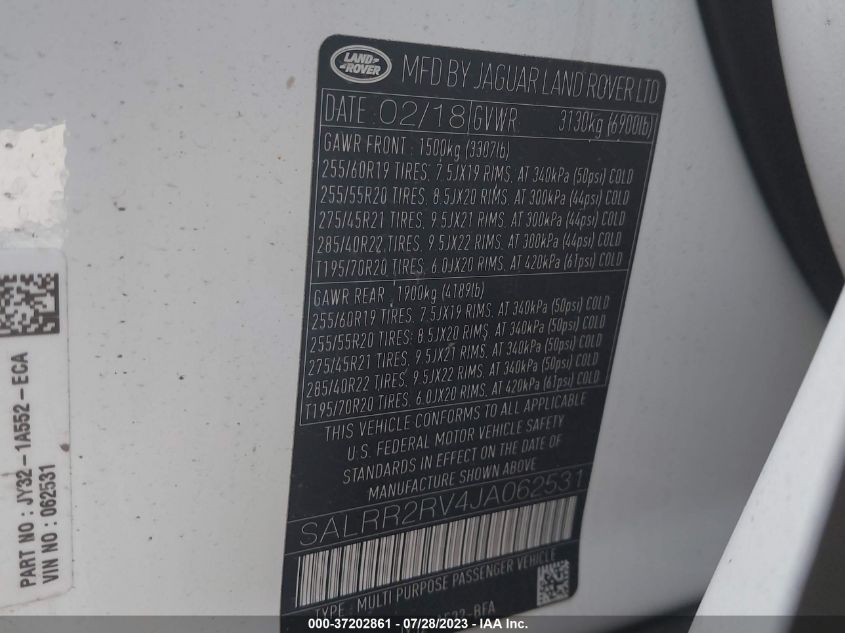 LAND
ROVER
MFD BY JAGUAR LAND ROVER LTD
DATE: 02/18 GVWR: 3130kg (6900lb)
GAWR FRONT: 1500kg (3307lb)
255/60R19 TIRES, 7.5JX19 RIMS, AT 340kPa (50psi) COLD
255/55R20 TIRES, 8.5JX20 RIMS, AT 300kPa (44psi) COLD
275/45R21 TIRES, 9.5JX21 RIMS, AT 300kPa (44psi) COLD
285/40R22 TIRES, 9.5JX22 RIMS, AT 300kPa (44psi) COLD
T195/70R20 TIRES, 6.0JX20 RIMS, AT 420kPa (61psi) COLD
GAWR REAR : 1900kg (4189lb)
255/60R19 TIRES, 7.5JX19 RIMS, AT 340kPa (50psi) COLD
255/55R20 TIRES, 8.5JX20 RIMS, AT 340kPa (50psi) COLD
275/45R21 TIRES, 9.5JX21 RIMS, AT 340kPa (50psi) COLD
285/40R22 TIRES, 9.5JX22 RIMS, AT 340kPa (50psi) COLD
T195/70R20 TIRES, 6.0JX20 RIMS, AT 420kPa (61psi) COLD
THIS VEHICLE CONFORMS TO ALL APPLICABLE
U.S. FEDERAL MOTOR VEHICLE SAFETY
STANDARDS IN EFFECT ON THE DATE OF
MANUFACTURE SHOWN ABOVE.
SALRR2RV4JA062531
TYPE: MULTI PURPOSE PASSENGER VEHICLE
PART NO : JY32-1A552-ECA
VIN NO : 062531
000-37202861 - 07/28/2023 - IAAI Inc.